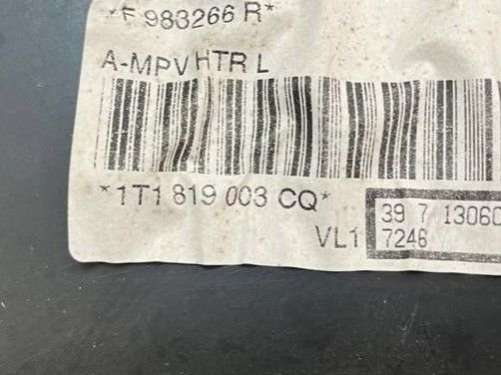 *F 983266 R*
A-MPV HTR L
*1T1 819 003 CQ*
39 7 13060
VL1 7246